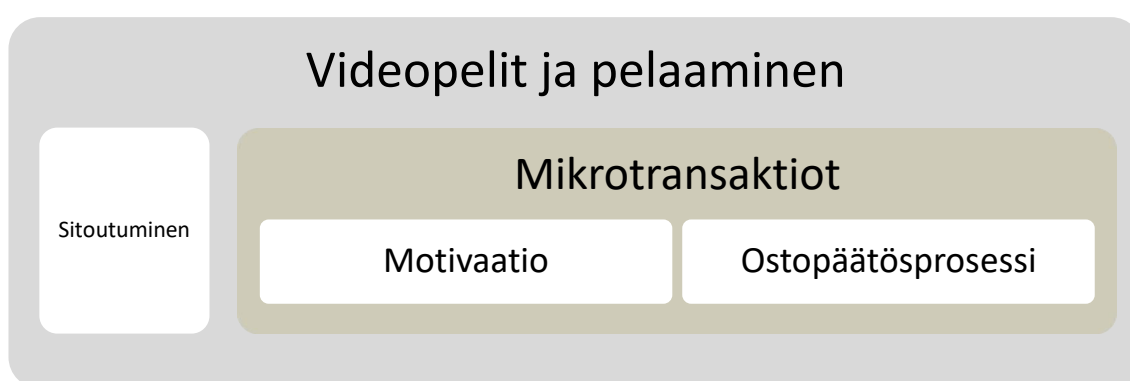 Videopelit ja pelaaminen
Sitoutuminen
Mikrotransaktiot
Motivaatio
Ostopäätösprosessi